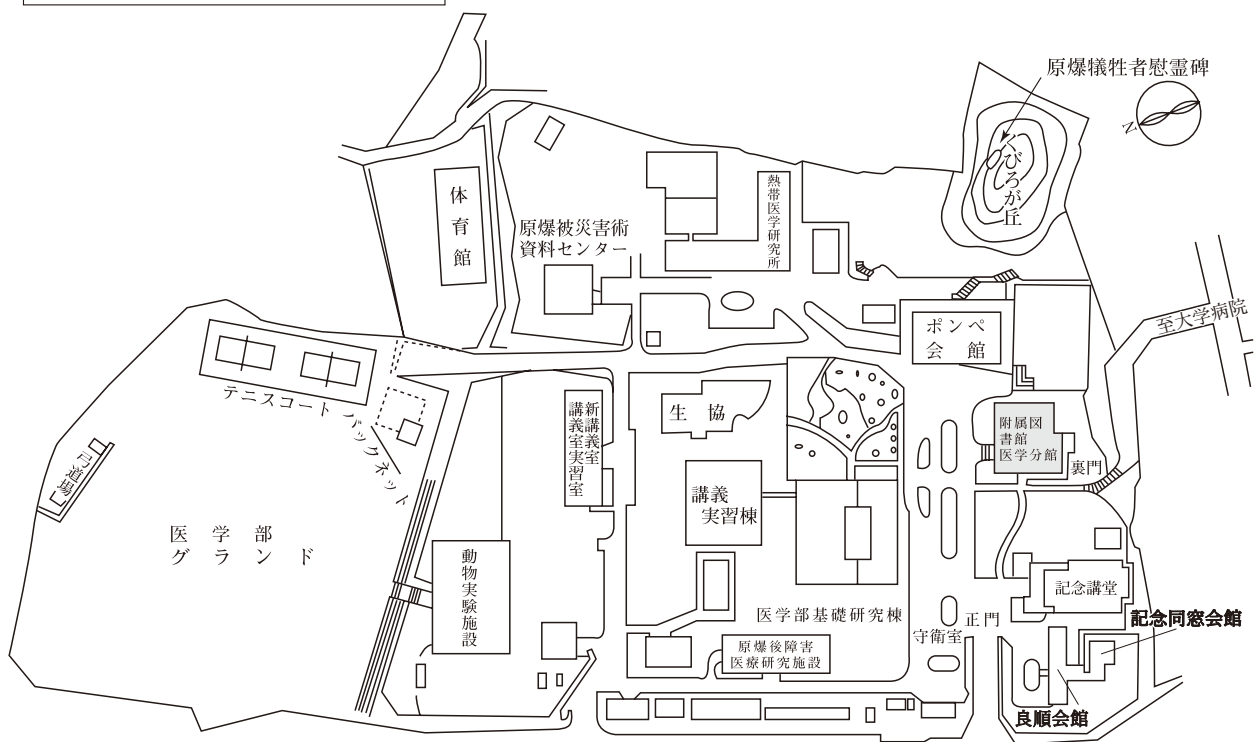 原爆犠牲者慰霊碑
N
ぐびろが丘
体育館
熱帯医学研究所
原爆被災害術
資料センター
至大学病院
ポンペ
会館
テニスコート
バックネット
新講義室
講義室実習室
生協
附属図
書館
医学分館
裏門
弓道場
講義
実習棟
医学部
グランド
動物実験施設
記念講堂
医学部基礎研究棟
正門
記念同窓会館
守衛室
原爆後障害
医療研究施設
良順会館